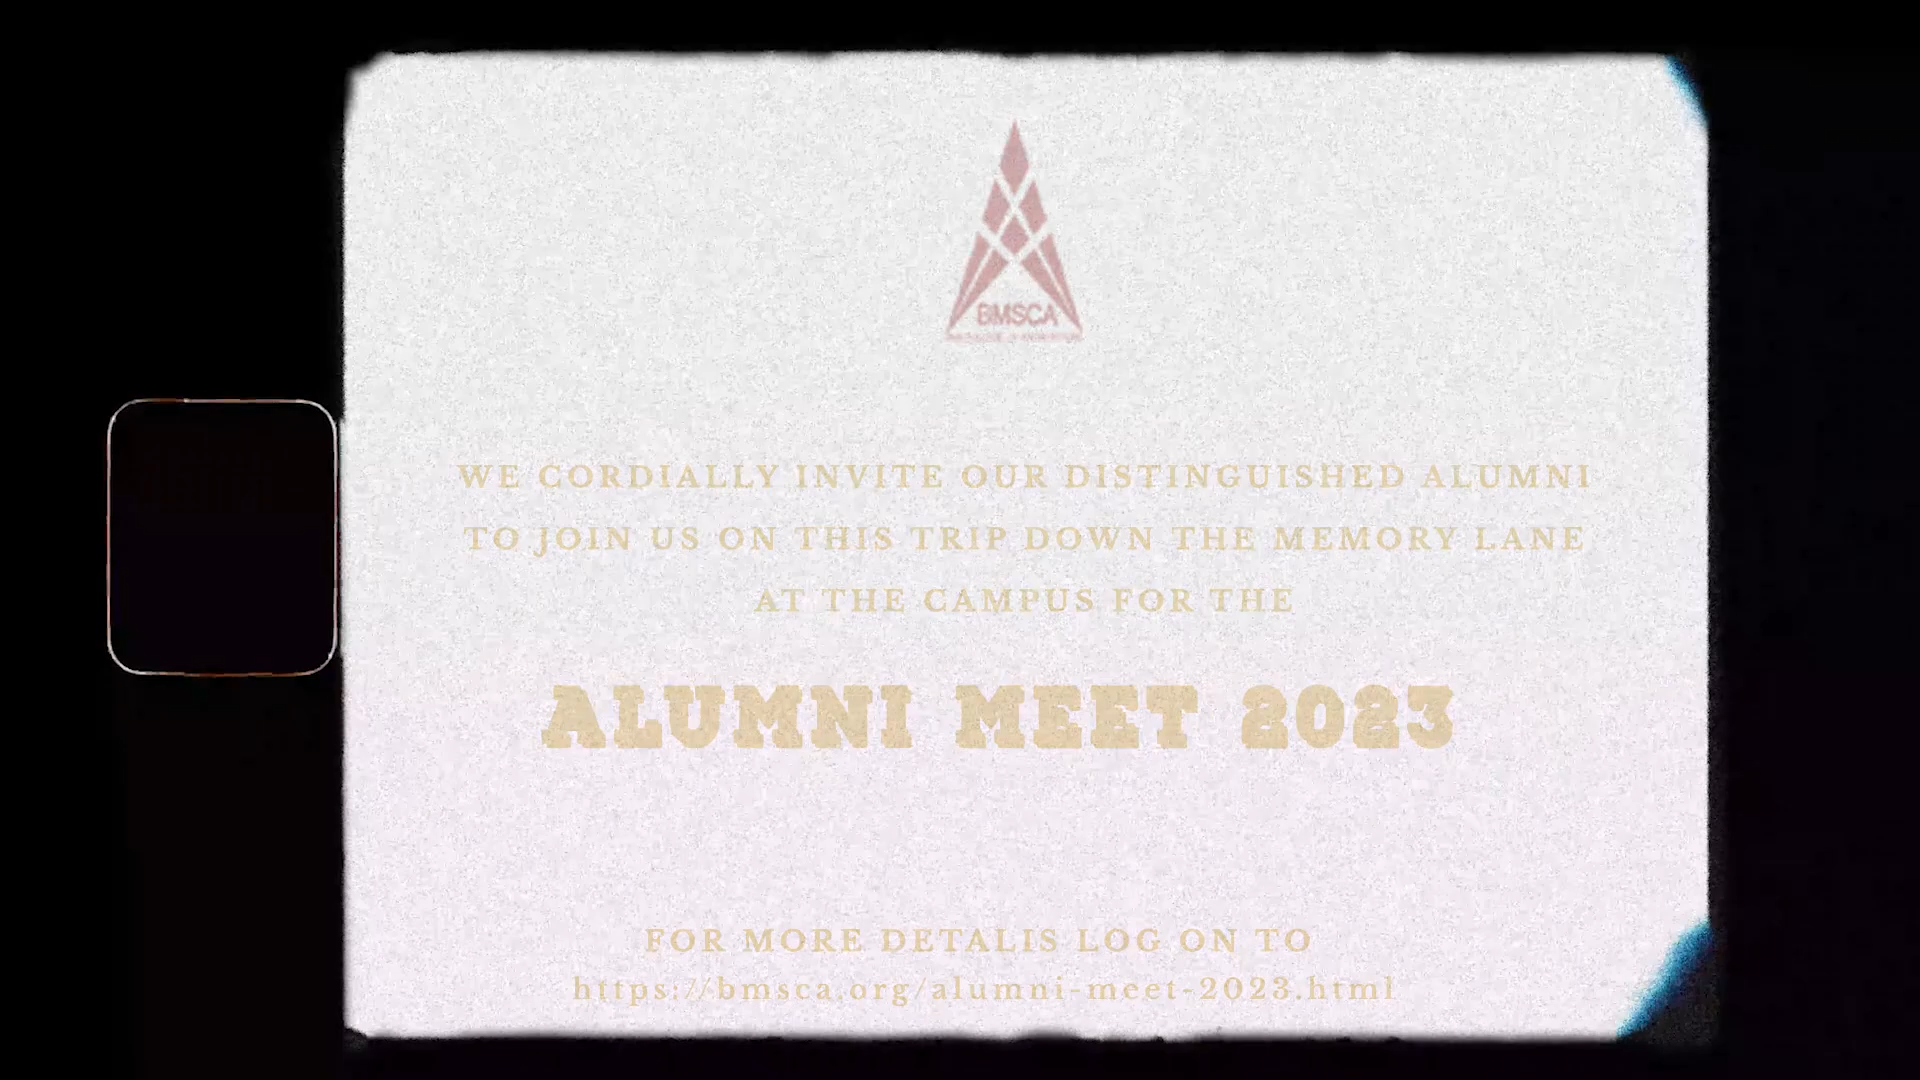 BMSCA
WE CORDIALLY INVITE OUR DISTINGUISHED ALUMNI
TO JOIN US ON THIS TRIP DOWN THE MEMORY LANE
AT THE CAMPUS FOR THE
ALUMNI MEET 2023
FOR MORE DETALIS LOG ON TO
https://bmsca.org/alumni-meet-2023.html